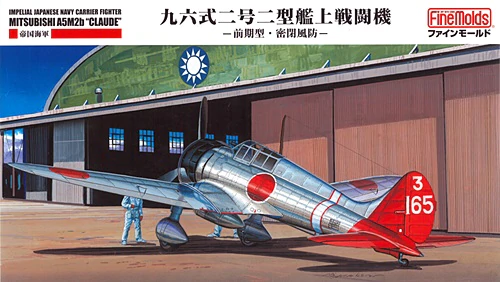 IMPERIAL JAPANESE NAVY CARRIER FIGHTER
MITSUBISHI A5M2b "CLAUDE"
帝国海軍
九六式二号二型艦上戦闘機
－前期型・密閉風防－
FineMolds
ファインモールド
3
165